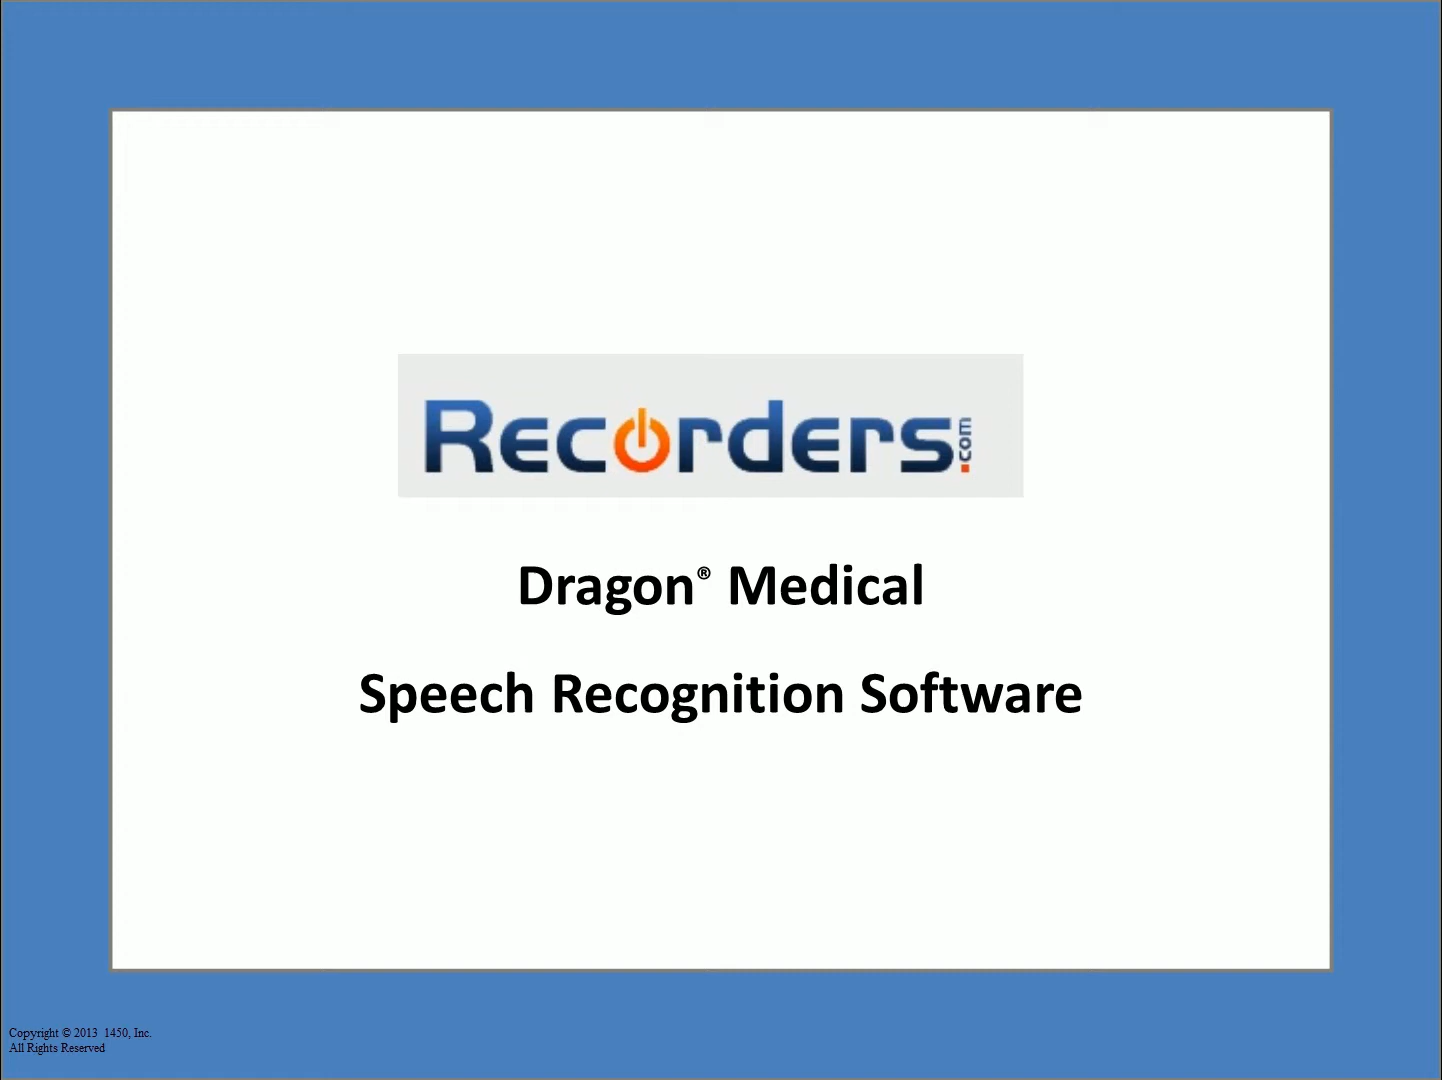 Recorders.com
Dragon® Medical
Speech Recognition Software
Copyright © 2013 1450, Inc.
All Rights Reserved